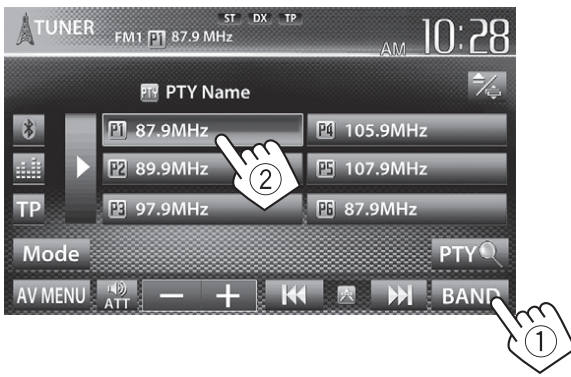 TUNER
ST DX TP
FM1 P1 87.9 MHz
AM 10:28
PTY PTY Name
P1 87.9MHz
P4 105.9MHz
P2 89.9MHz
P5 107.9MHz
TP
P3 97.9MHz
P6 87.9MHz
Mode
PTY
AV MENU
ATT
− +
BAND
2
1